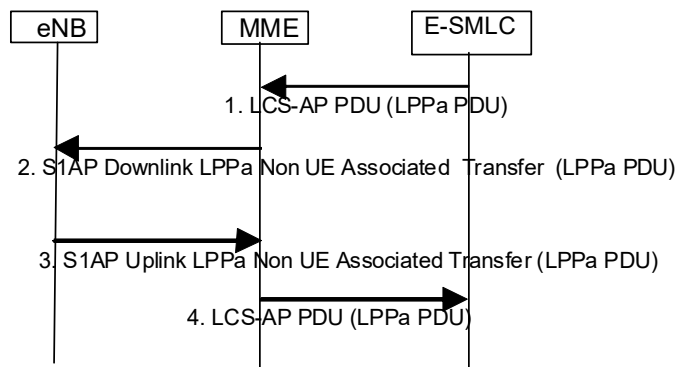 eNB MME E-SMLC
1. LCS-AP PDU (LPPa PDU)
2. S1AP Downlink LPPa Non UE Associated Transfer (LPPa PDU)
3. S1AP Uplink LPPa Non UE Associated Transfer (LPPa PDU)
4. LCS-AP PDU (LPPa PDU)